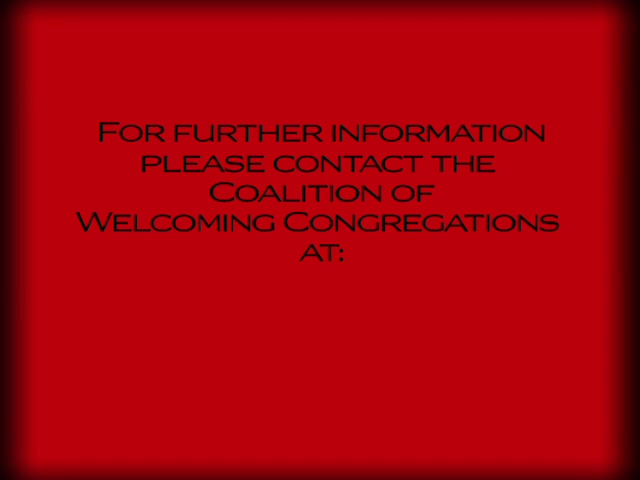 For further information
please contact the
Coalition of
Welcoming Congregations
at: